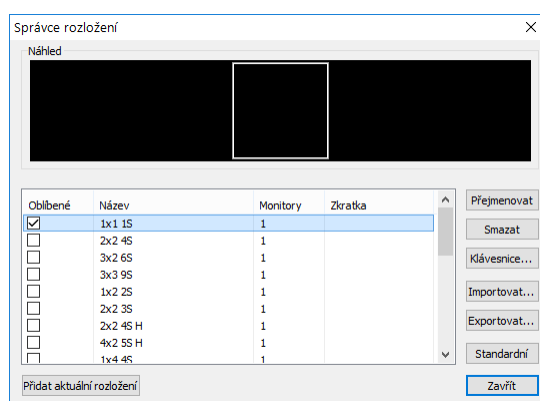 Správce rozložení
Náhled
Oblíbené Název Monitory Zkratka
1x1 1S 1
2x2 4S 1
3x2 6S 1
3x3 9S 1
1x2 2S 1
2x2 3S 1
2x2 4S H 1
4x2 5S H 1
1x4 4S 1
Přejmenovat
Smazat
Klávesnice...
Importovat...
Exportovat...
Standardní
Přidat aktuální rozložení
Zavřít